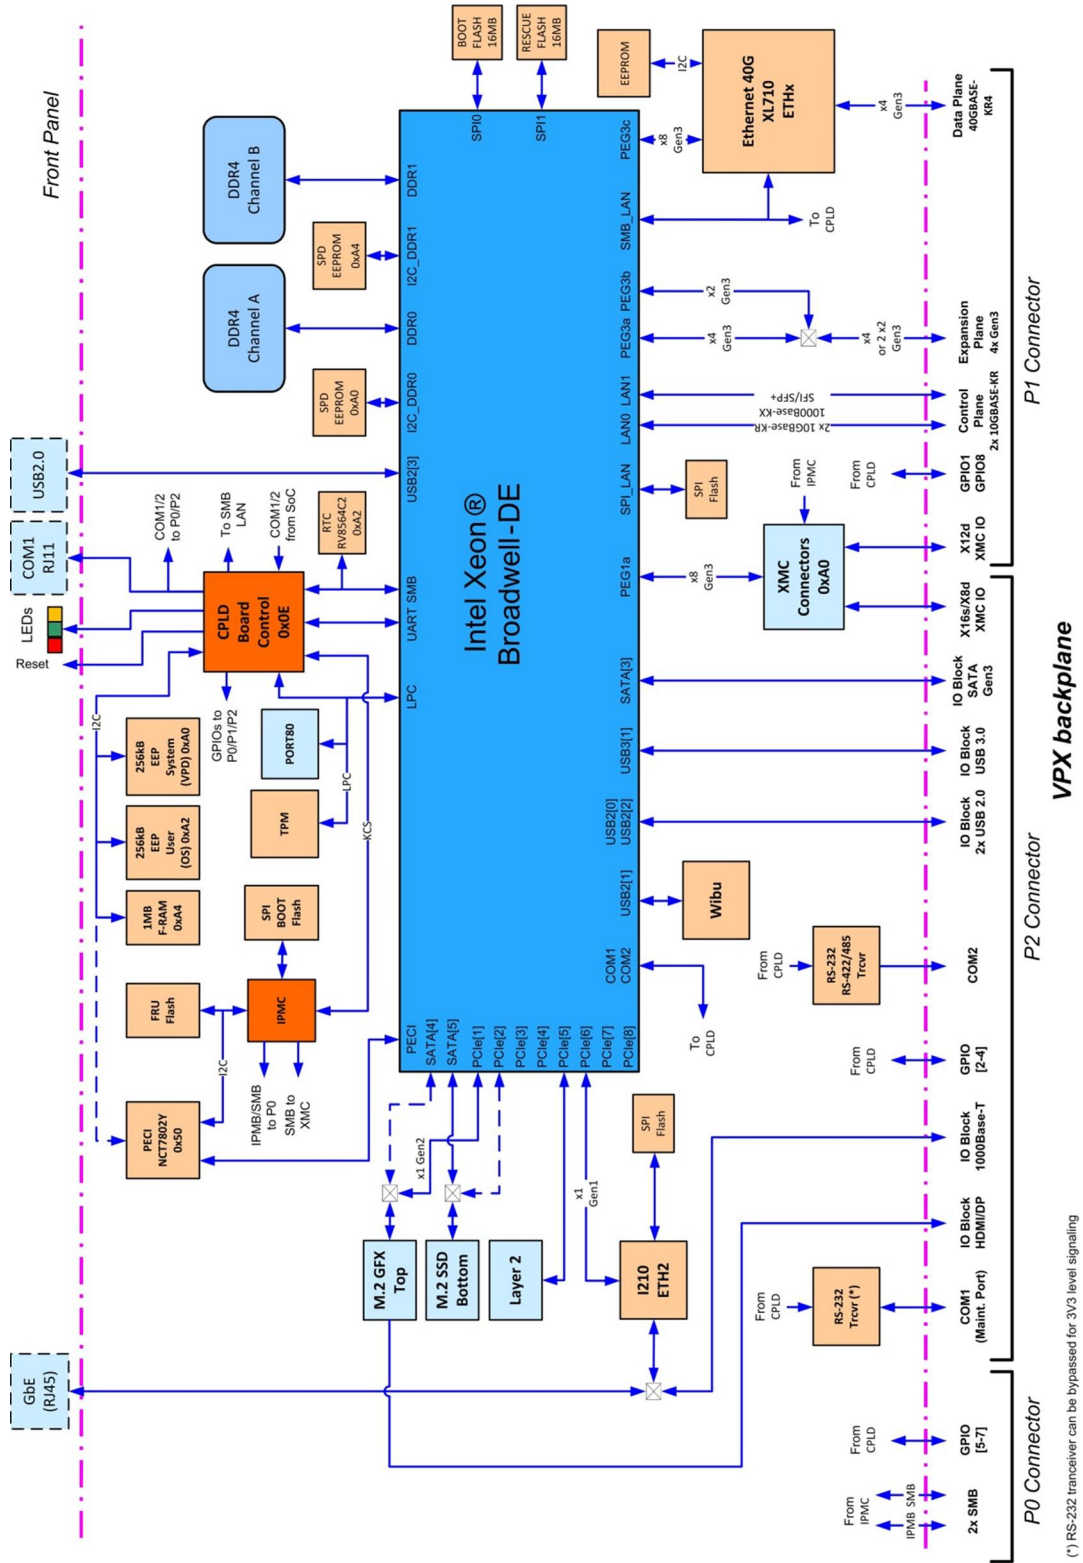 Front Panel
GbE
(RJ45)
LEDs
Reset
COM1
RJ11
USB2.0
I2C
PECI
NCT7802Y
0x50
FRU
Flash
1MB
F-RAM
0xA4
256kB
EEP
User
(OS) 0xA2
256kB
EEP
System
(VPD) 0xA0
GPIOs to
P0/P1/P2
CPLD
Board
Control
0x0E
COM1/2
to P0/P2
To SMB
LAN
COM1/2
from SoC
DDR4
Channel A
DDR4
Channel B
I2C
IPMB/SMB
to P0
SMB to
XMC
IPMC
SPI
BOOT
Flash
TPM
PORT80
LPC
KCS
RTC
RV8564C2
0xA2
SPD
EEPROM
0xA0
SPD
EEPROM
0xA4
BOOT
FLASH
16MB
RESCUE
FLASH
16MB
PECI
LPC
UART
SMB
USB2[3]
I2C_DDR0
DDR0
I2C_DDR1
DDR1
SPI0
SPI1
SATA[4]
SATA[5]
PCIe[1]
PCIe[2]
PCIe[3]
PCIe[4]
PCIe[5]
PCIe[6]
PCIe[7]
PCIe[8]
Intel Xeon®
Broadwell-DE
M.2 GFX
Top
M.2 SSD
Bottom
Layer 2
I210
ETH2
SPI
Flash
x1 Gen2
x1
Gen1
COM1
COM2
USB2[1]
USB2[0]
USB2[2]
USB3[1]
SATA[3]
PEG1a
SPI_LAN
LAN0
LAN1
PEG3a
PEG3b
SMB_LAN
PEG3c
EEPROM
I2C
x8
Gen3
Ethernet 40G
XL710
ETHx
To
CPLD
Wibu
x8
Gen3
SPI
Flash
2x 10GBase-KR
1000Base-KX
SFI/SFP+
x4
Gen3
x2
Gen3
To
CPLD
XMC
Connectors
0xA0
From
IPMC
From
IPMC
From
CPLD
From
CPLD
RS-232
Trcvr (*)
From
CPLD
From
CPLD
RS-232
RS-422/485
Trcvr
From
CPLD
x4
or 2 x2
Gen3
x4
Gen3
IPMB
SMB
2x SMB
GPIO
[5-7]
COM1
(Maint. Port)
IO Block
HDMI/DP
IO Block
1000Base-T
GPIO
[2-4]
COM2
IO Block
2x USB 2.0
IO Block
USB 3.0
IO Block
SATA
Gen3
X16s/X8d
XMC IO
X12d
XMC IO
GPIO1
GPIO8
Control
Plane
2x 10GBASE-KR
Expansion
Plane
4x Gen3
Data Plane
40GBASE-
KR4
P0 Connector
P2 Connector
P1 Connector
VPX backplane
(*) RS-232 tranceiver can be bypassed for 3V3 level signaling